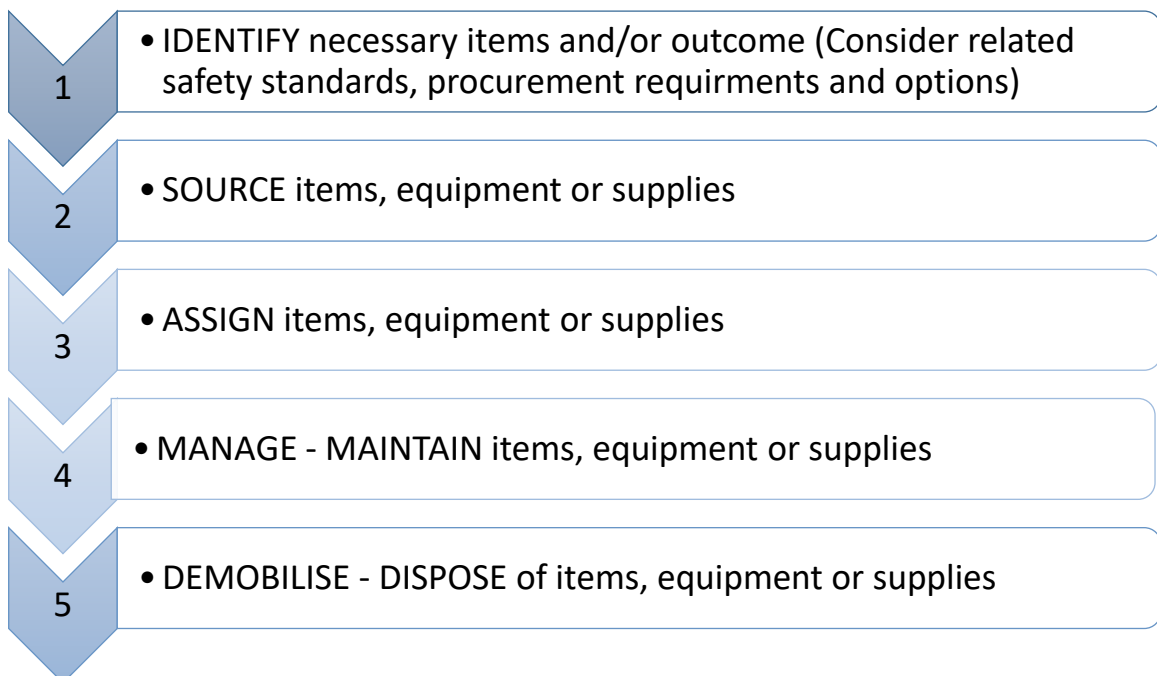 1
• IDENTIFY necessary items and/or outcome (Consider related
safety standards, procurement requirments and options)
2
• SOURCE items, equipment or supplies
3
• ASSIGN items, equipment or supplies
4
• MANAGE - MAINTAIN items, equipment or supplies
5
• DEMOBILISE - DISPOSE of items, equipment or supplies